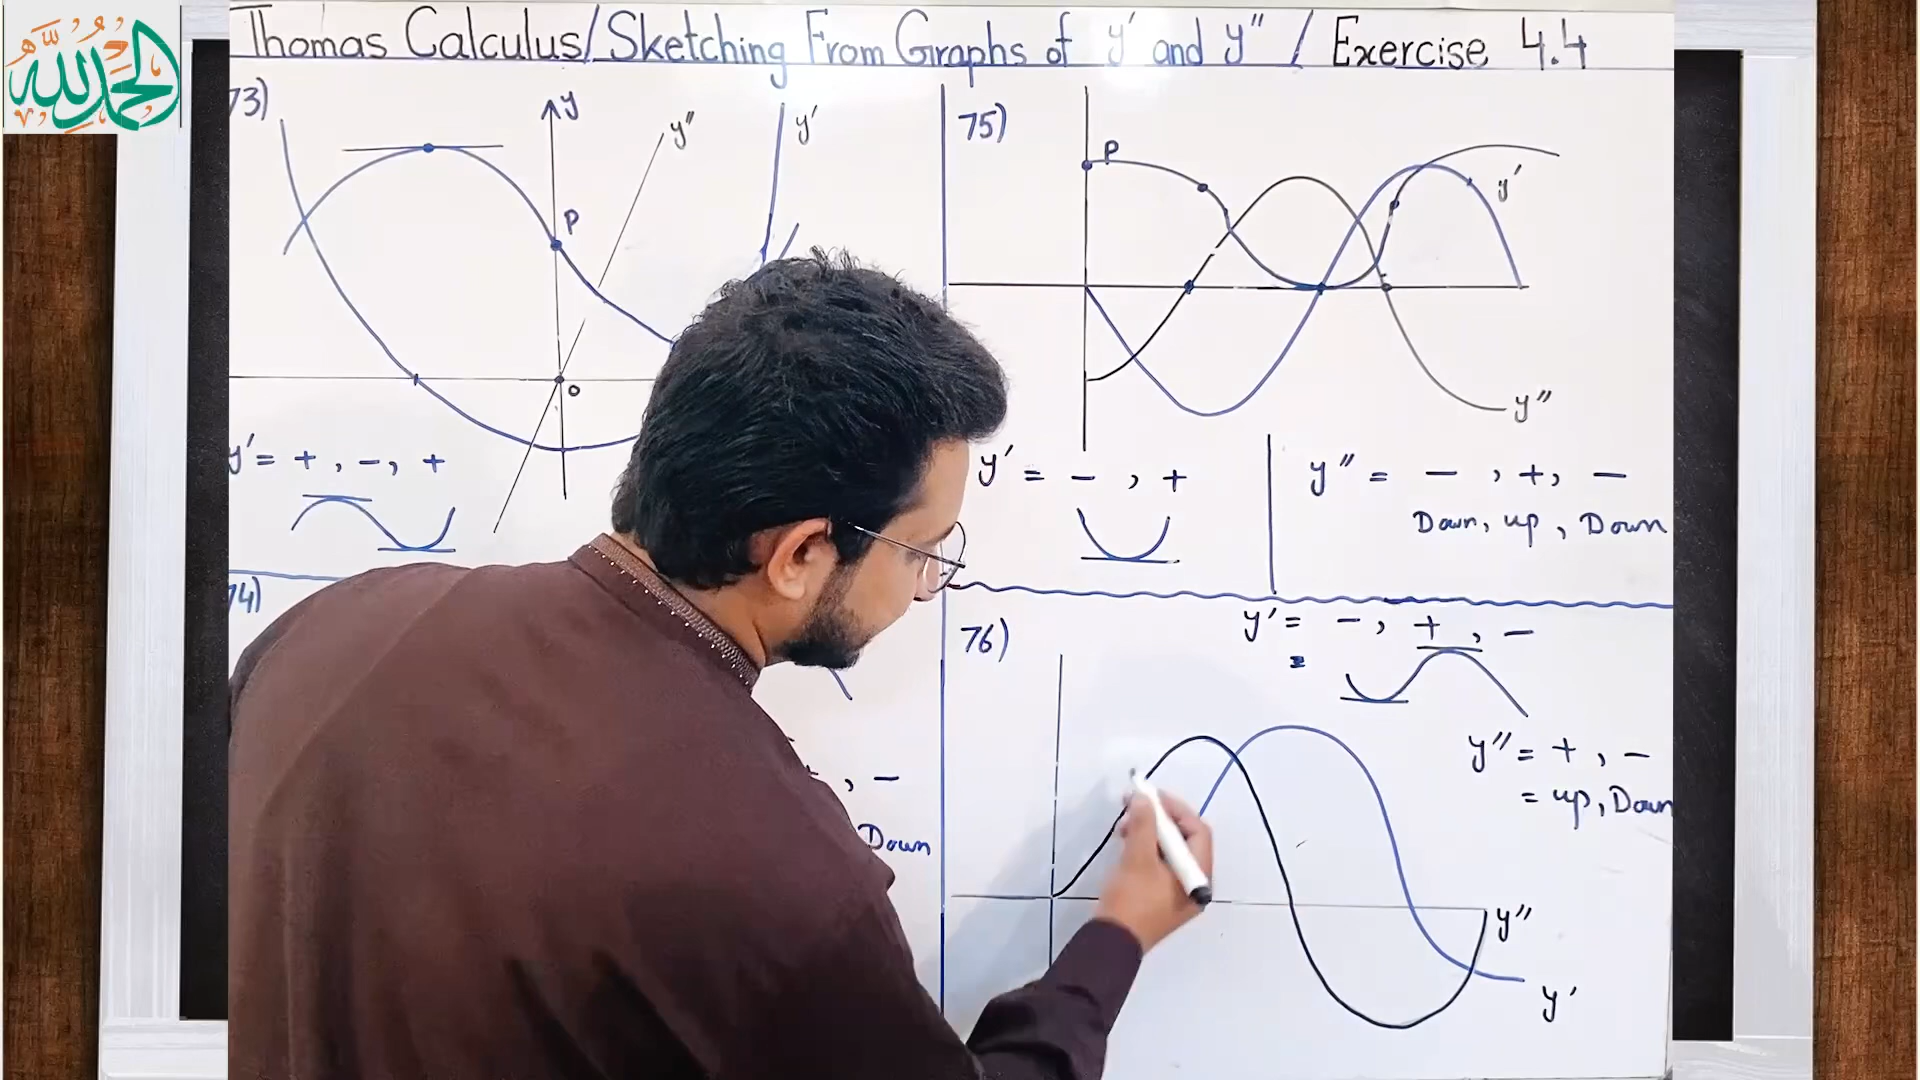 الحمد لله
Thomas Calculus/Sketching From Graphs of y' and y" / Exercise 4.4
73)
y
y"
y'
P
o
y' = + , - , +
75)
P
y'
y"
y' = - , +
y" = - , + , -
Down, up, Down
74)
, -
Down
76)
y' = - , + , -
=
y" = + , -
= up, Down
y"
y'